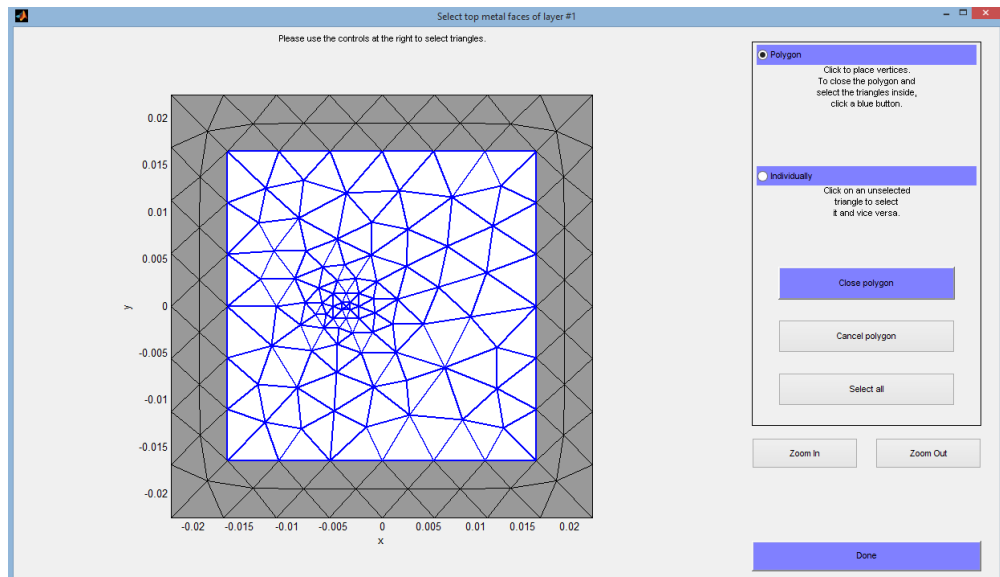 Select top metal faces of layer #1
Please use the controls at the right to select triangles.
Polygon
Click to place vertices.
To close the polygon and
select the triangles inside,
click a blue button.
Individually
Click on an unselected
triangle to select
it and vice versa.
Close polygon
Cancel polygon
Select all
Zoom In
Zoom Out
Done
0.02
0.015
0.01
0.005
0
-0.005
-0.01
-0.015
-0.02
y
-0.02 -0.015 -0.01 -0.005 0 0.005 0.01 0.015 0.02
x